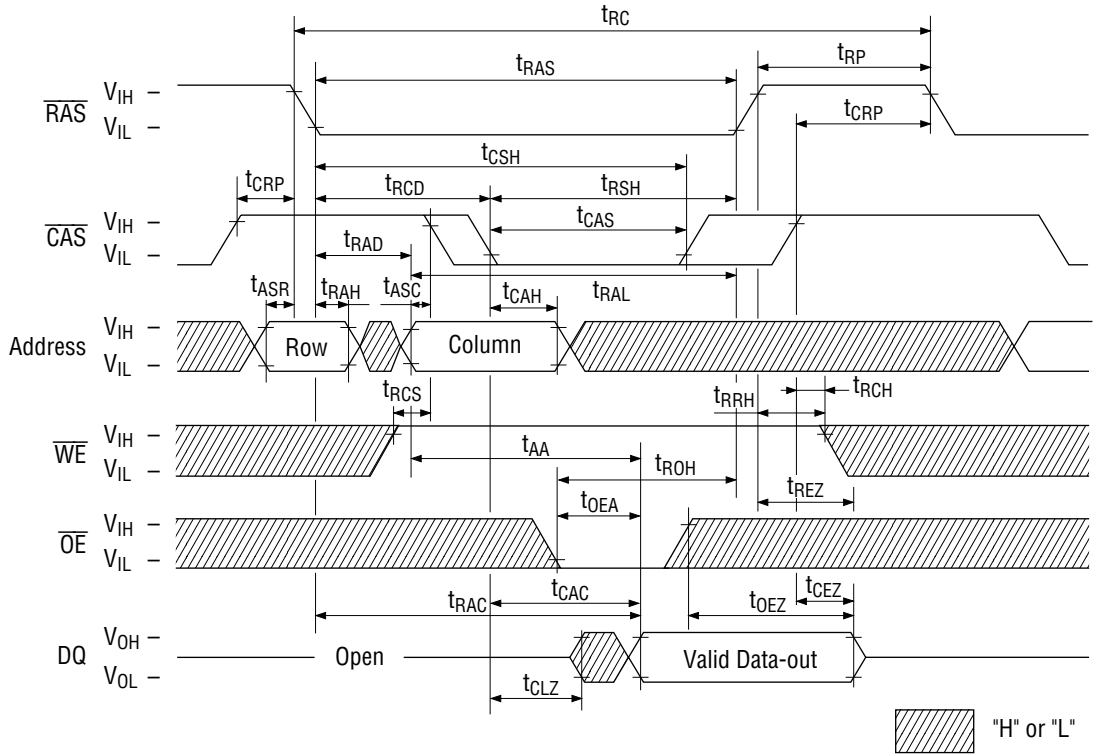 tRC
tRAS
tRP
RAS
VIH –
VIL –
tCRP
tCSH
tCRP
tRCD
tRSH
CAS
VIH –
VIL –
tCAS
tRAD
tASR
tRAH
tASC
tCAH
tRAL
Address
VIH –
VIL –
Row
Column
tRCS
tRRH
tRCH
WE
VIH –
VIL –
tAA
tROH
tREZ
tOEA
OE
VIH –
VIL –
tCAC
tCEZ
tRAC
tOEZ
DQ
VOH –
VOL –
Open
Valid Data-out
tCLZ
"H" or "L"